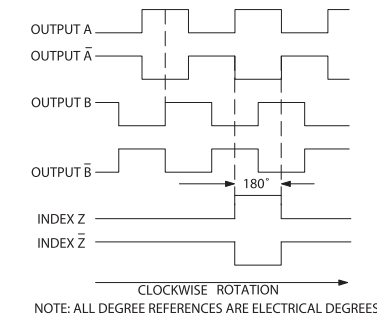 OUTPUT A
OUTPUT A̅
OUTPUT B
OUTPUT B̅
180°
INDEX Z
INDEX Z̅
CLOCKWISE ROTATION
NOTE: ALL DEGREE REFERENCES ARE ELECTRICAL DEGREES